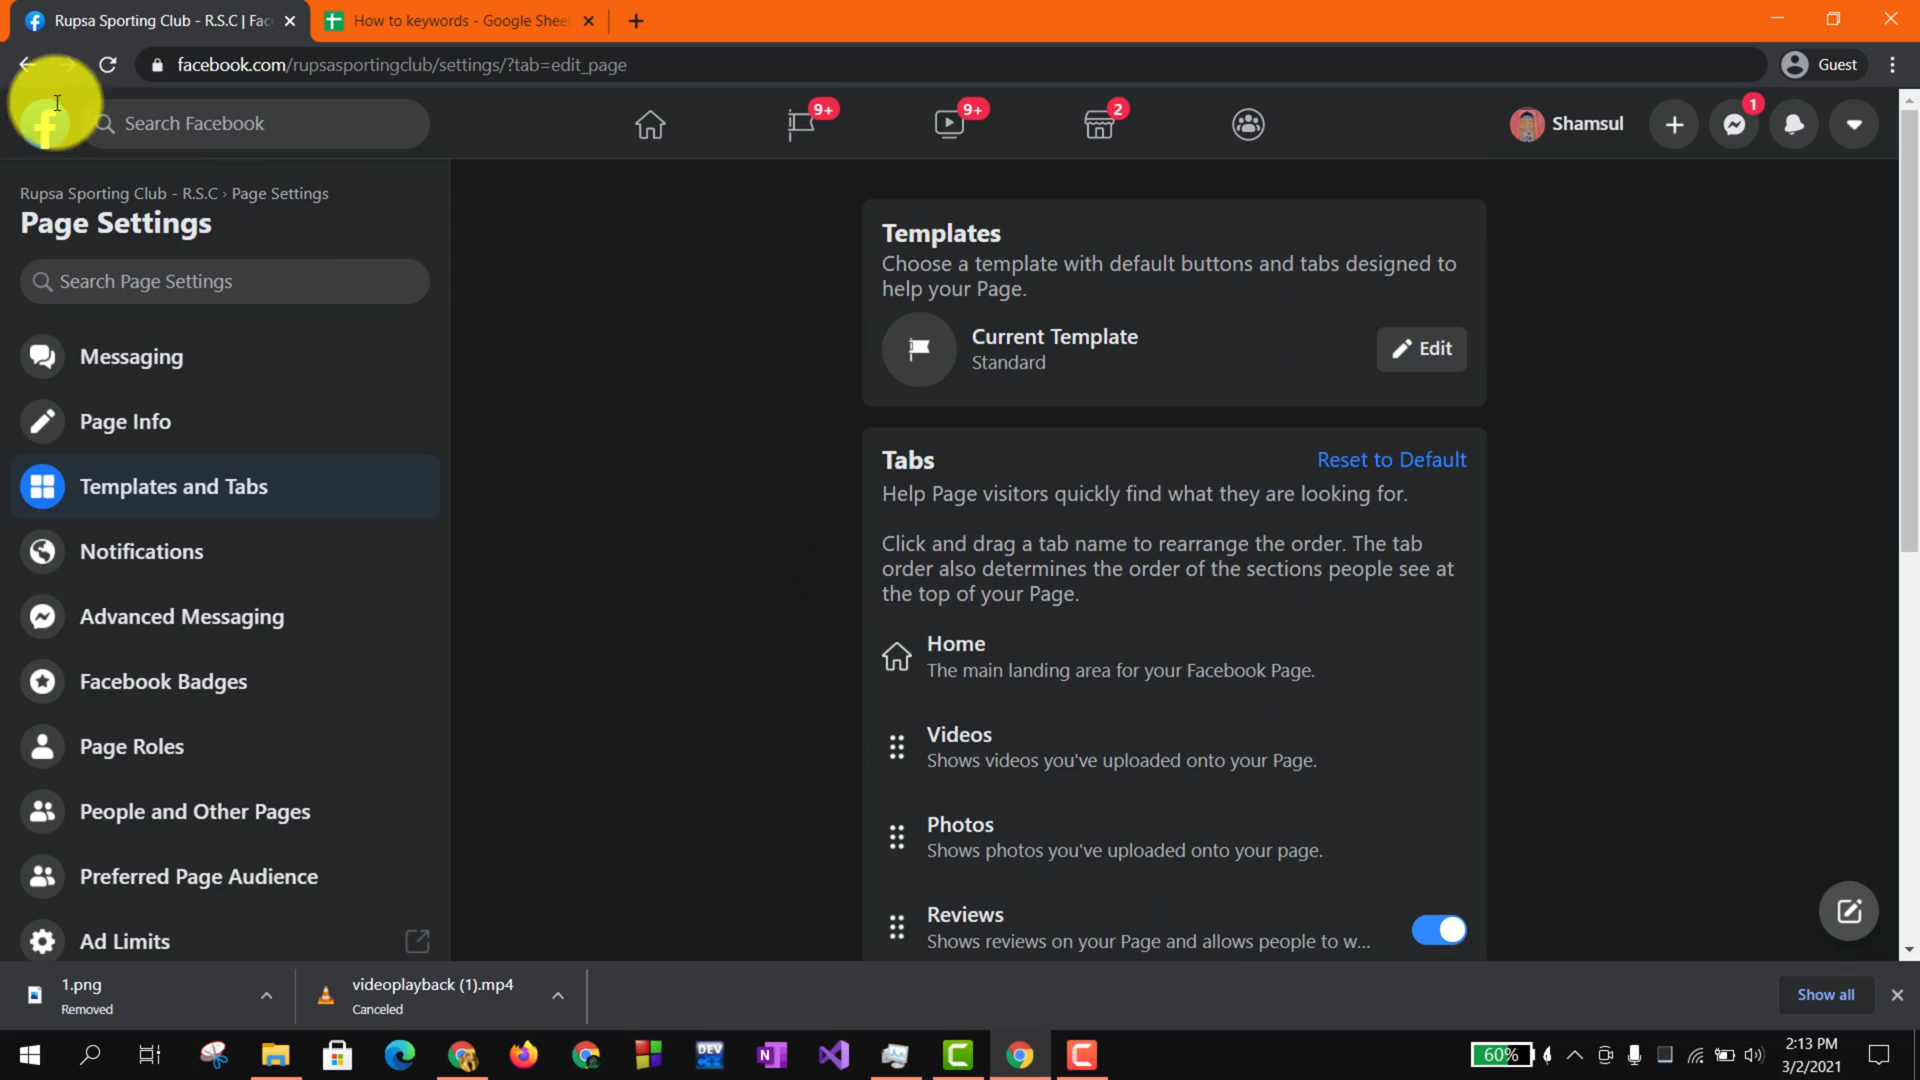 Rupsa Sporting Club - R.S.C | Fac
How to keywords - Google Sheet
facebook.com/rupsasportingclub/settings/?tab=edit_page
Guest
Search Facebook
9+
9+
2
Shamsul
1
Rupsa Sporting Club - R.S.C › Page Settings
Page Settings
Search Page Settings
Messaging
Page Info
Templates and Tabs
Notifications
Advanced Messaging
Facebook Badges
Page Roles
People and Other Pages
Preferred Page Audience
Ad Limits
Templates
Choose a template with default buttons and tabs designed to
help your Page.
Current Template
Standard
Edit
Tabs
Reset to Default
Help Page visitors quickly find what they are looking for.
Click and drag a tab name to rearrange the order. The tab
order also determines the order of the sections people see at
the top of your Page.
Home
The main landing area for your Facebook Page.
Videos
Shows videos you've uploaded onto your Page.
Photos
Shows photos you've uploaded onto your page.
Reviews
Shows reviews on your Page and allows people to w...
1.png
Removed
videoplayback (1).mp4
Canceled
Show all
DEV
60%
2:13 PM
3/2/2021